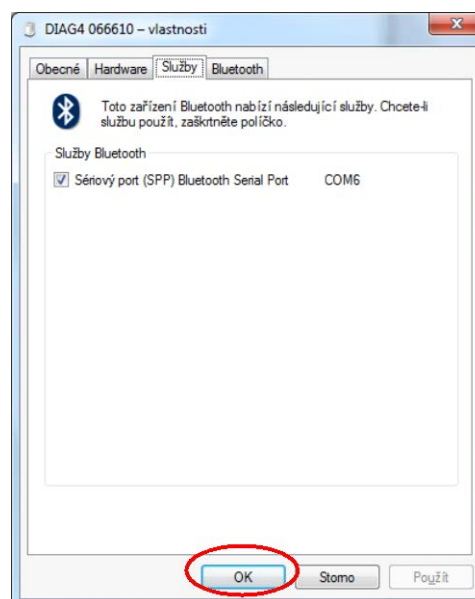 DIAG4 066610 – vlastnosti
Obecné Hardware Služby Bluetooth
Toto zařízení Bluetooth nabízí následující služby. Chcete-li
službu použít, zaškrtněte políčko.
Služby Bluetooth
Sériový port (SPP) Bluetooth Serial Port COM6
OK Storno Použít